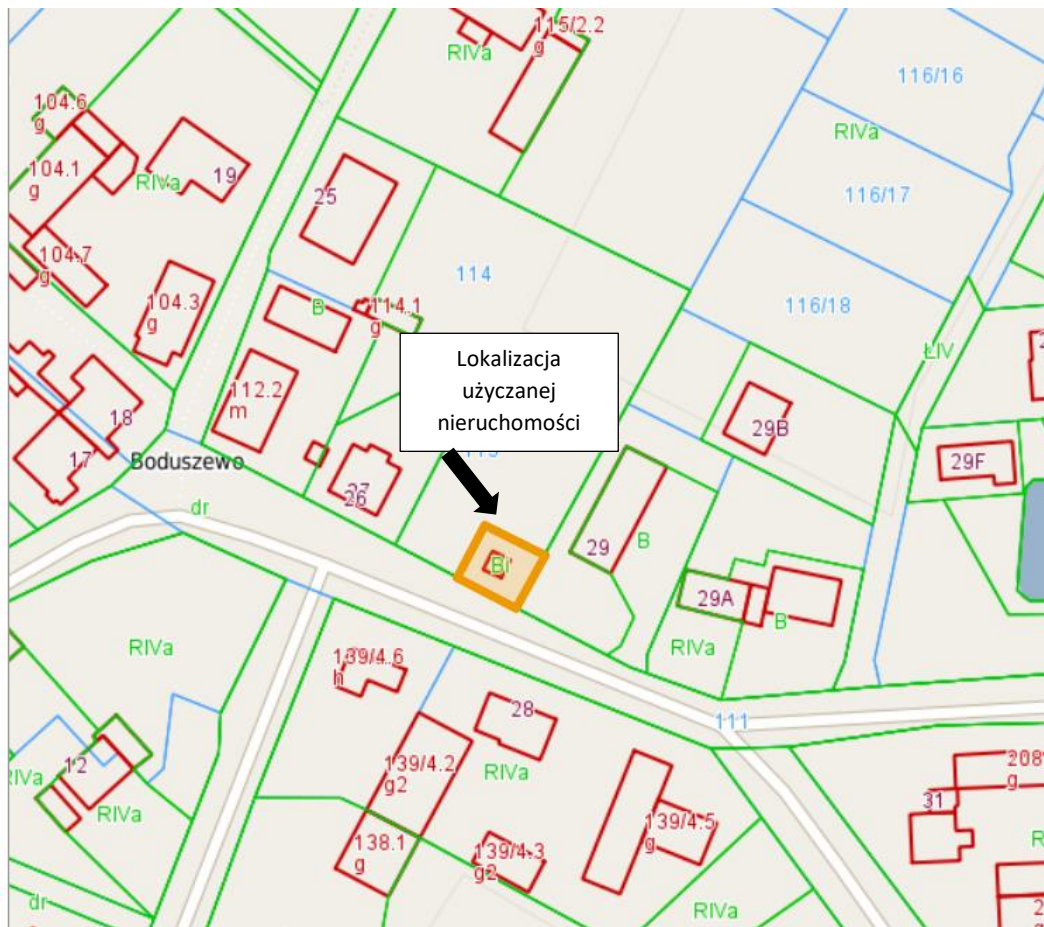 115/2.2
g
RIVa
116/16
104.6
g
RIVa
104.1
g
RIVa
19
25
116/17
104.7
g
114
104.3
g
B
114.1
g
116/18
ŁIV
Lokalizacja
użyczanej
nieruchomości
112.2
m
18
29B
17
Boduszewo
29F
27
26
dr
29
B
Bi
29A
B
RIVa
RIVa
139/4.6
h
28
111
12
RIVa
RIVa
139/4.2
g2
RIVa
208
g
31
138.1
g
139/4.3
g2
139/4.5
g
dr
RIVa